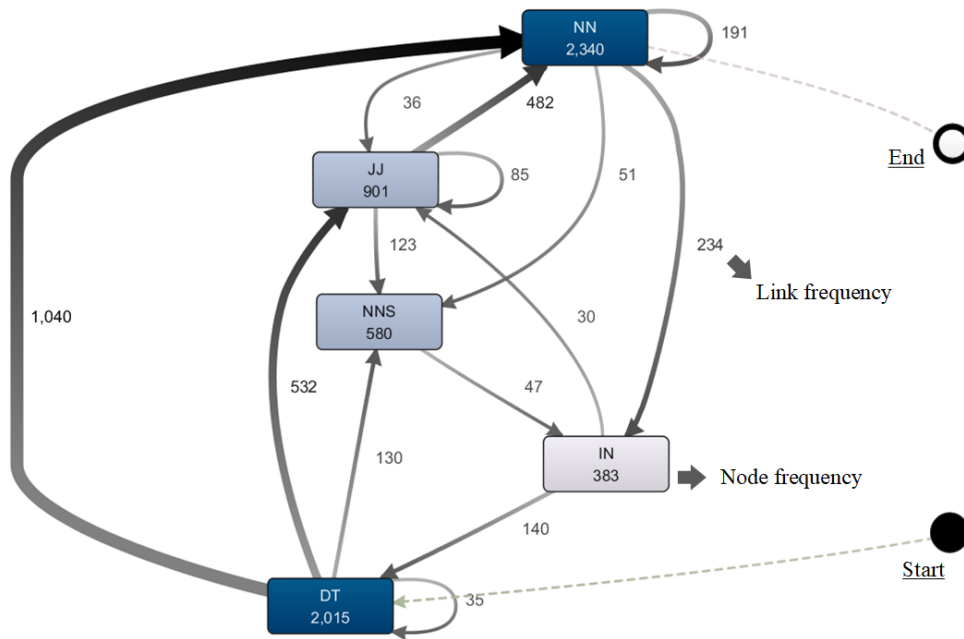 NN
2,340
191
36
482
End
JJ
901
85
51
123
234
Link frequency
NNS
580
1,040
30
532
47
130
IN
383
Node frequency
140
Start
DT
2,015
35